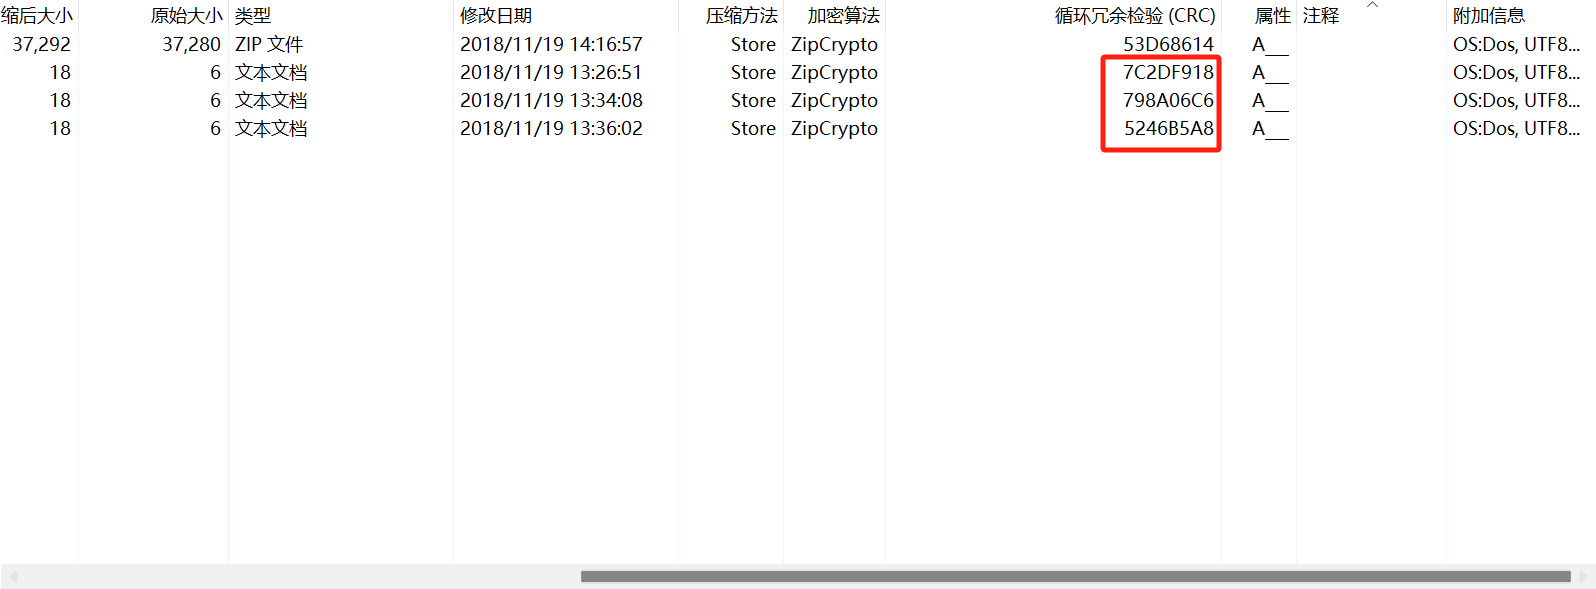 缩后大小 原始大小 类型 修改日期 压缩方法 加密算法 循环冗余检验 (CRC) 属性 注释 附加信息
37,292 37,280 ZIP 文件 2018/11/19 14:16:57 Store ZipCrypto 53D68614 A__ OS:Dos, UTF8...
18 6 文本文档 2018/11/19 13:26:51 Store ZipCrypto 7C2DF918 A__ OS:Dos, UTF8...
18 6 文本文档 2018/11/19 13:34:08 Store ZipCrypto 798A06C6 A__ OS:Dos, UTF8...
18 6 文本文档 2018/11/19 13:36:02 Store ZipCrypto 5246B5A8 A__ OS:Dos, UTF8...